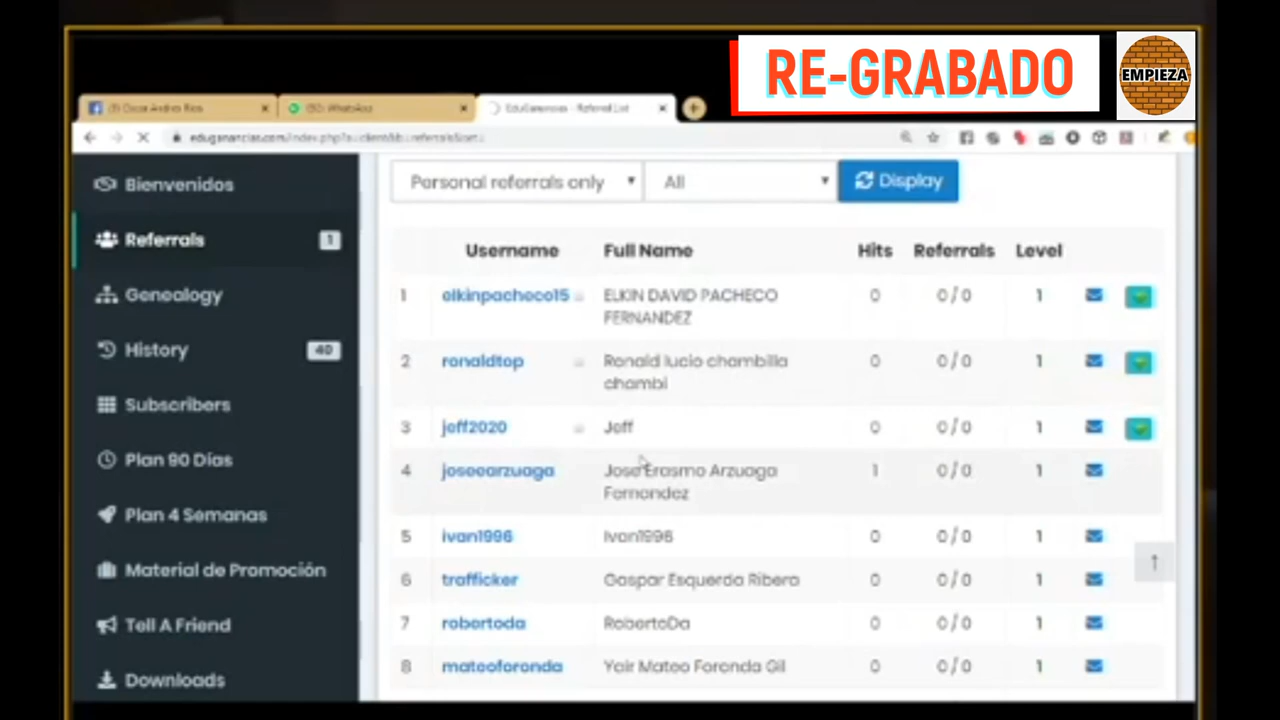 RE-GRABADO
EMPIEZA
WhatsApp
EduGanancias - Referral List
Bienvenidos
Referrals 1
Genealogy
History 40
Subscribers
Plan 90 Días
Plan 4 Semanas
Material de Promoción
Tell A Friend
Downloads
Personal referrals only All Display
Username Full Name Hits Referrals Level
1 elkinpacheco15 ELKIN DAVID PACHECO 0 0/0 1
FERNANDEZ
2 ronaldtop Ronald lucio chambilla 0 0/0 1
chambi
3 jeff2020 Jeff 0 0/0 1
4 joseearzuaga Jose Erasmo Arzuaga 1 0/0 1
Fernandez
5 ivan1996 Ivan1996 0 0/0 1
6 trafficker Gaspar Esquerda Ribera 0 0/0 1
7 robertoda RobertoDa 0 0/0 1
8 mateoforonda Yair Mateo Foronda Gil 0 0/0 1